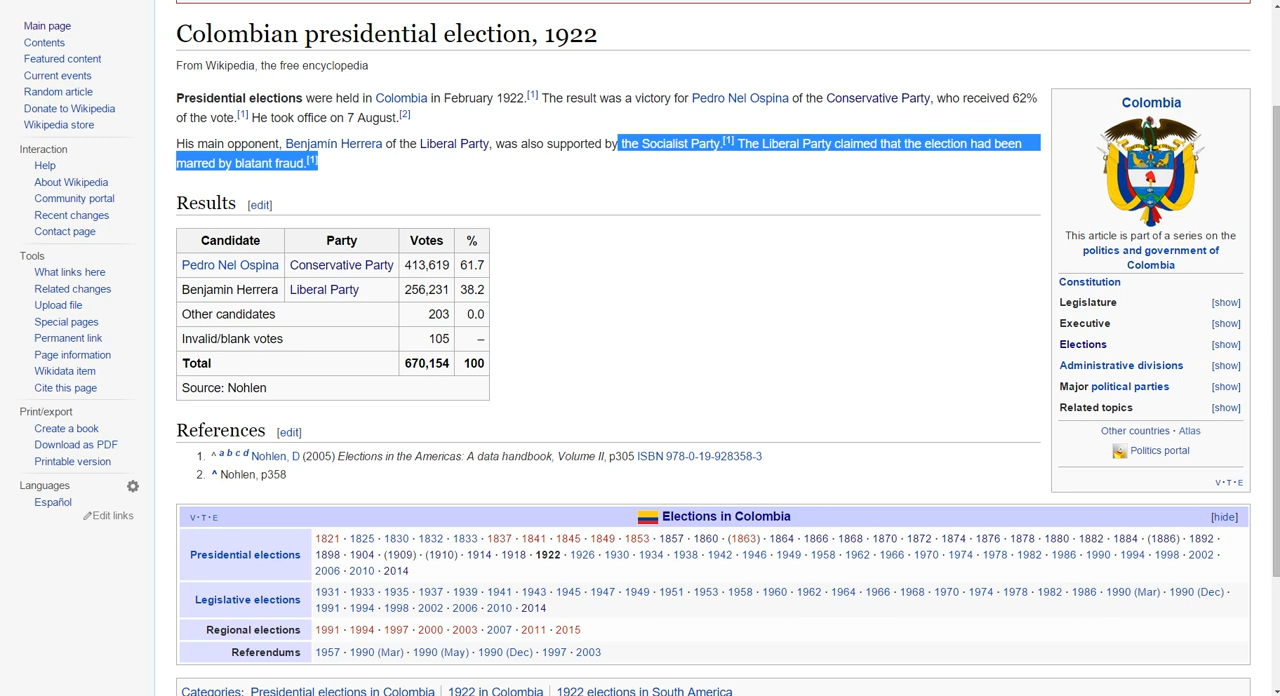 Main page
Contents
Featured content
Current events
Random article
Donate to Wikipedia
Wikipedia store
Interaction
Help
About Wikipedia
Community portal
Recent changes
Contact page
Tools
What links here
Related changes
Upload file
Special pages
Permanent link
Page information
Wikidata item
Cite this page
Print/export
Create a book
Download as PDF
Printable version
Languages
Español
Edit links
Colombian presidential election, 1922
From Wikipedia, the free encyclopedia
Presidential elections were held in Colombia in February 1922.[1] The result was a victory for Pedro Nel Ospina of the Conservative Party, who received 62%
of the vote.[1] He took office on 7 August.[2]
His main opponent, Benjamín Herrera of the Liberal Party, was also supported by the Socialist Party.[1] The Liberal Party claimed that the election had been
marred by blatant fraud.[1]
Results [edit]
Candidate Party Votes %
Pedro Nel Ospina Conservative Party 413,619 61.7
Benjamin Herrera Liberal Party 256,231 38.2
Other candidates 203 0.0
Invalid/blank votes 105 –
Total 670,154 100
Source: Nohlen
References [edit]
1. ^ a b c d Nohlen, D (2005) Elections in the Americas: A data handbook, Volume II, p305 ISBN 978-0-19-928358-3
2. ^ Nohlen, p358
Colombia
This article is part of a series on the
politics and government of
Colombia
Constitution
Legislature [show]
Executive [show]
Elections [show]
Administrative divisions [show]
Major political parties [show]
Related topics [show]
Other countries · Atlas
Politics portal
V · T · E
V · T · E Elections in Colombia [hide]
Presidential elections
1821 · 1825 · 1830 · 1832 · 1833 · 1837 · 1841 · 1845 · 1849 · 1853 · 1857 · 1860 · (1863) · 1864 · 1866 · 1868 · 1870 · 1872 · 1874 · 1876 · 1878 · 1880 · 1882 · 1884 · (1886) · 1892 ·
1898 · 1904 · (1909) · (1910) · 1914 · 1918 · 1922 · 1926 · 1930 · 1934 · 1938 · 1942 · 1946 · 1949 · 1958 · 1962 · 1966 · 1970 · 1974 · 1978 · 1982 · 1986 · 1990 · 1994 · 1998 · 2002 ·
2006 · 2010 · 2014
Legislative elections
1931 · 1933 · 1935 · 1937 · 1939 · 1941 · 1943 · 1945 · 1947 · 1949 · 1951 · 1953 · 1958 · 1960 · 1962 · 1964 · 1966 · 1968 · 1970 · 1974 · 1978 · 1982 · 1986 · 1990 (Mar) · 1990 (Dec) ·
1991 · 1994 · 1998 · 2002 · 2006 · 2010 · 2014
Regional elections 1991 · 1994 · 1997 · 2000 · 2003 · 2007 · 2011 · 2015
Referendums 1957 · 1990 (Mar) · 1990 (May) · 1990 (Dec) · 1997 · 2003
Categories: Presidential elections in Colombia | 1922 in Colombia | 1922 elections in South America